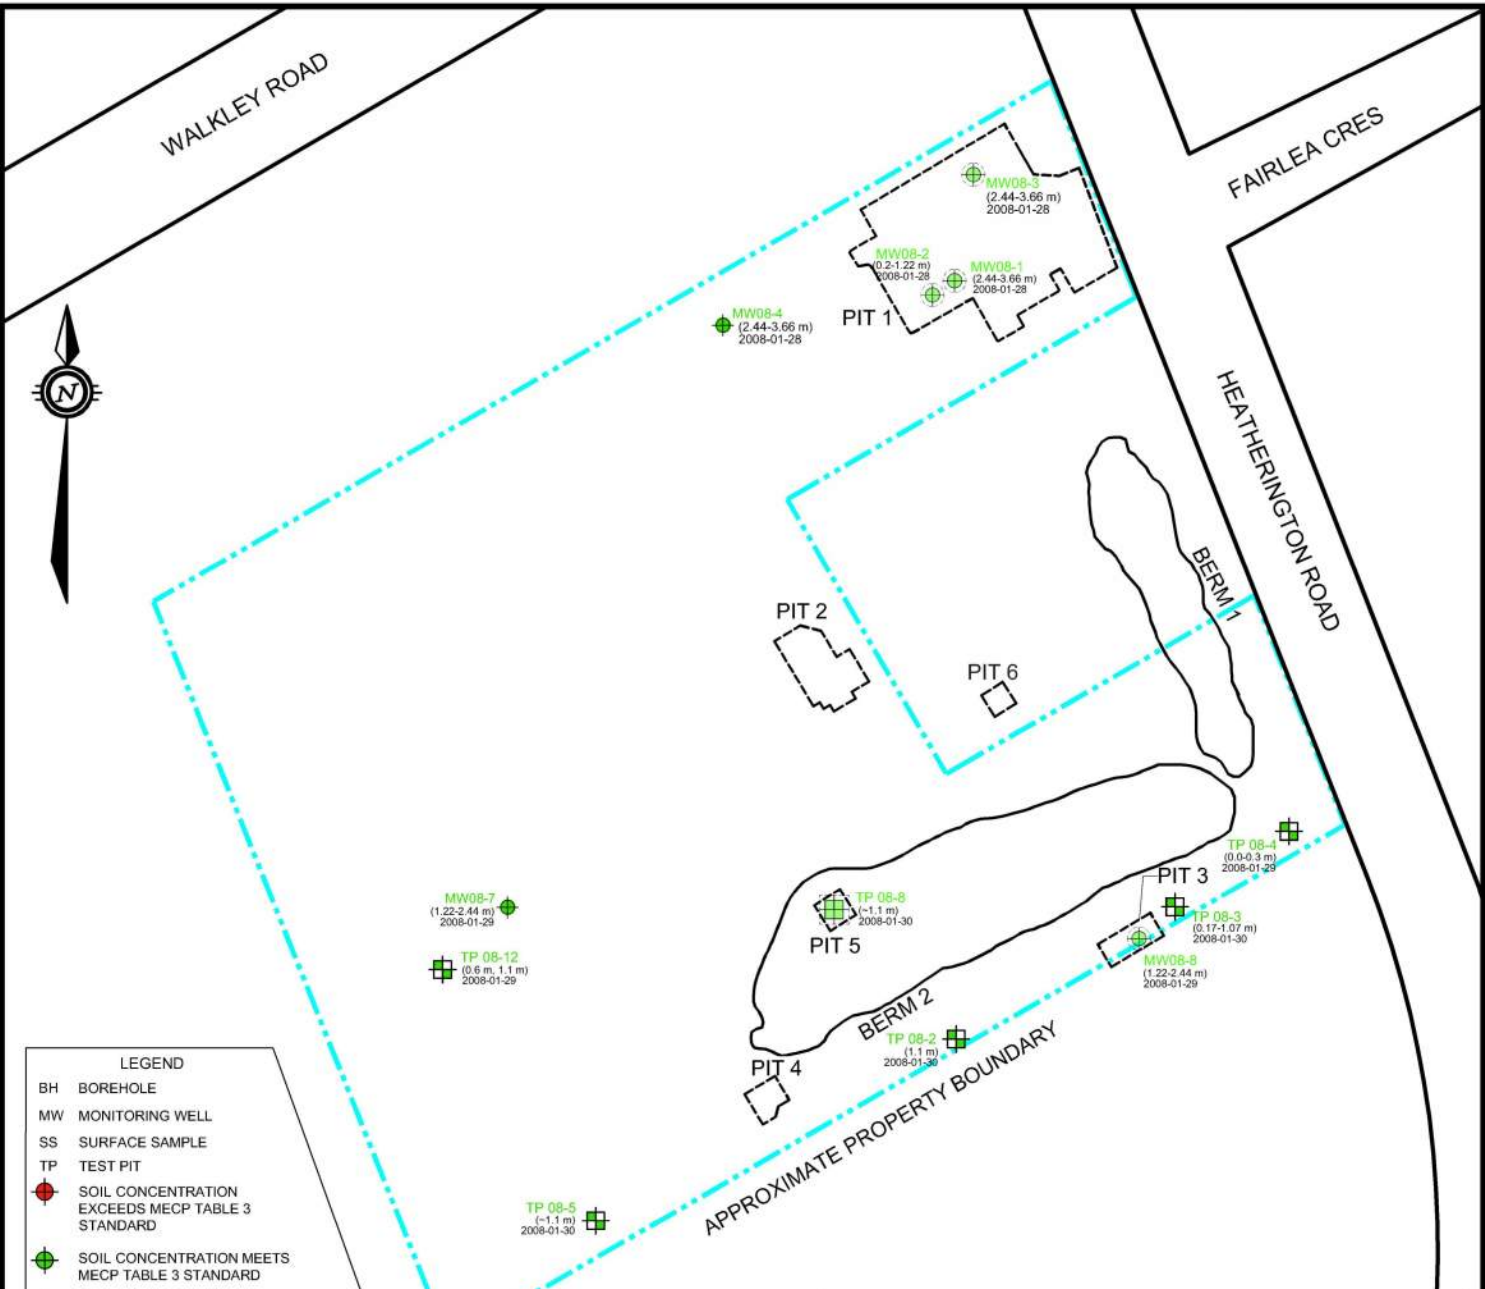 WALKLEY ROAD
FAIRLEA CRES
MW08-3
(2.44-3.66 m)
2008-01-28
MW08-2
(0.2-1.22 m)
2008-01-28
MW08-1
(2.44-3.66 m)
2008-01-28
PIT 1
MW08-4
(2.44-3.66 m)
2008-01-28
N
HEATHERINGTON ROAD
BERM 1
PIT 2
PIT 6
TP 08-4
(0.0-0.3 m)
2008-01-29
PIT 3
MW08-7
(1.22-2.44 m)
2008-01-29
TP 08-8
(~1.1 m)
2008-01-30
PIT 5
TP 08-3
(0.17-1.07 m)
2008-01-30
TP 08-12
(0.6 m, 1.1 m)
2008-01-29
MW08-8
(1.22-2.44 m)
2008-01-29
BERM 2
TP 08-2
(1.1 m)
2008-01-30
PIT 4
APPROXIMATE PROPERTY BOUNDARY
TP 08-5
(~1.1 m)
2008-01-30
LEGEND
BH BOREHOLE
MW MONITORING WELL
SS SURFACE SAMPLE
TP TEST PIT
SOIL CONCENTRATION
EXCEEDS MECP TABLE 3
STANDARD
SOIL CONCENTRATION MEETS
MECP TABLE 3 STANDARD